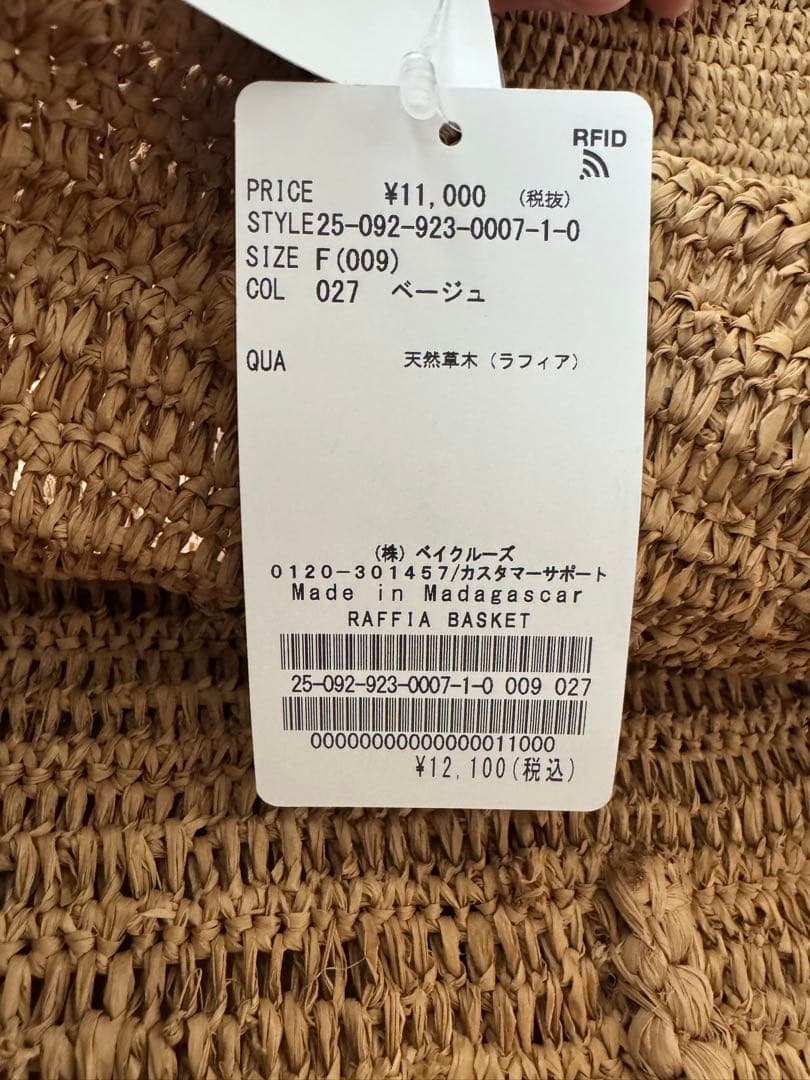 RFID
PRICE ¥11,000 (税抜)
STYLE25-092-923-0007-1-0
SIZE F(009)
COL 027 ベージュ
QUA 天然草木(ラフィア)
(株)ベイクルーズ
0120-301457/カスタマーサポート
Made in Madagascar
RAFFIA BASKET
25-092-923-0007-1-0 009 027
00000000000000011000
¥12,100(税込)